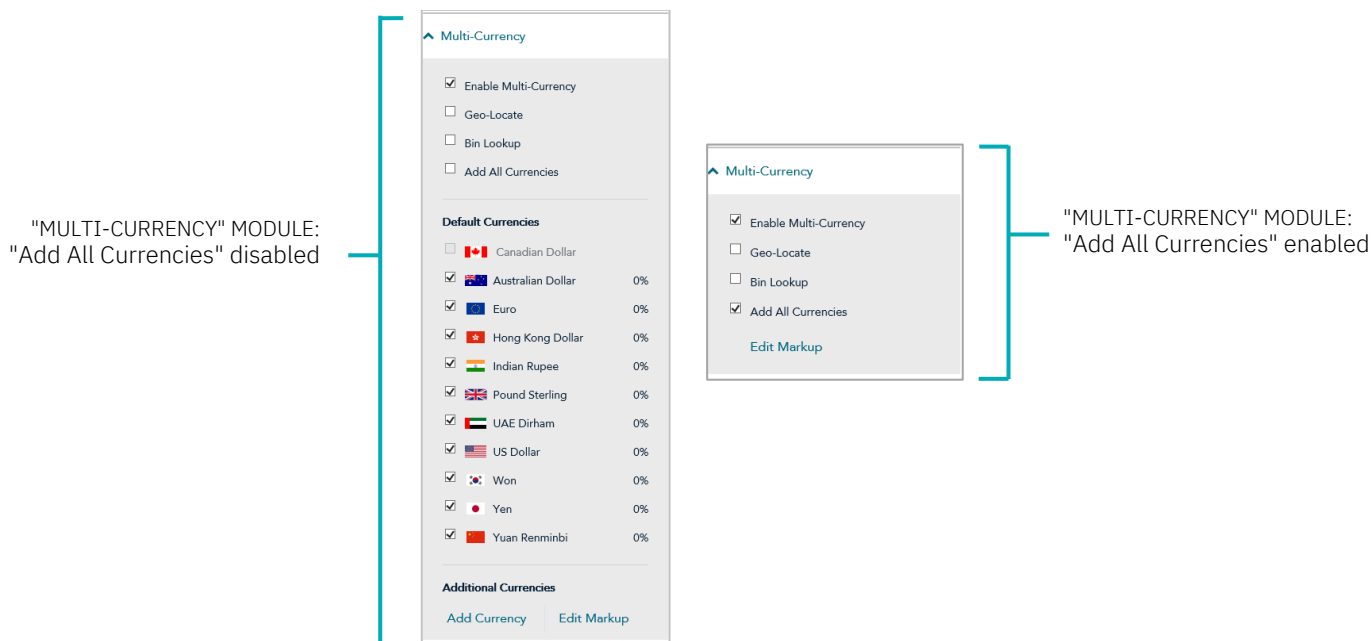 "MULTI-CURRENCY" MODULE:
"Add All Currencies" disabled
Multi-Currency
Enable Multi-Currency
Geo-Locate
Bin Lookup
Add All Currencies
Default Currencies
Canadian Dollar
Australian Dollar 0%
Euro 0%
Hong Kong Dollar 0%
Indian Rupee 0%
Pound Sterling 0%
UAE Dirham 0%
US Dollar 0%
Won 0%
Yen 0%
Yuan Renminbi 0%
Additional Currencies
Add Currency Edit Markup
Multi-Currency
Enable Multi-Currency
Geo-Locate
Bin Lookup
Add All Currencies
Edit Markup
"MULTI-CURRENCY" MODULE:
"Add All Currencies" enabled